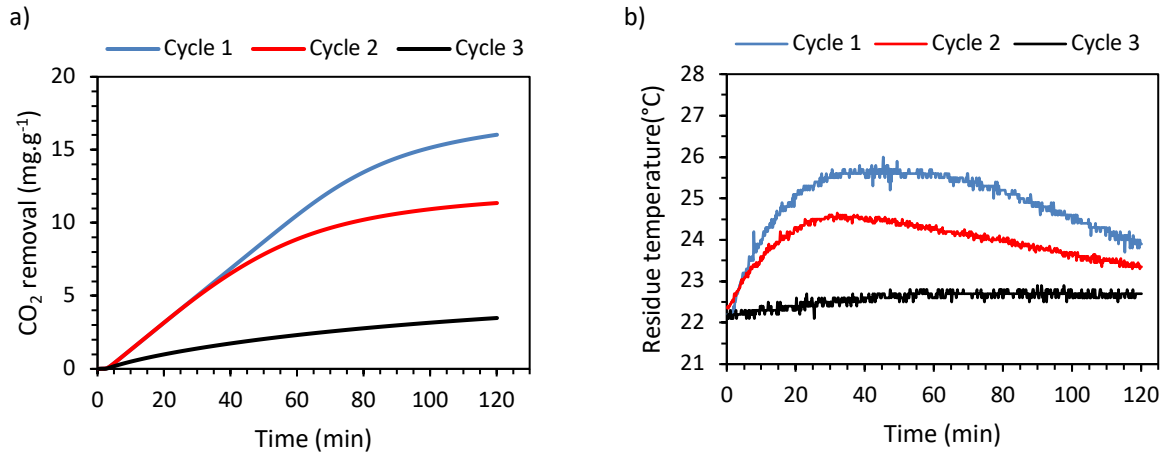 a)
Cycle 1 Cycle 2 Cycle 3
20
15
10
5
0
0 20 40 60 80 100 120
CO₂ removal (mg.g⁻¹)
Time (min)
b)
Cycle 1 Cycle 2 Cycle 3
28
27
26
25
24
23
22
21
0 20 40 60 80 100 120
Residue temperature(°C)
Time (min)